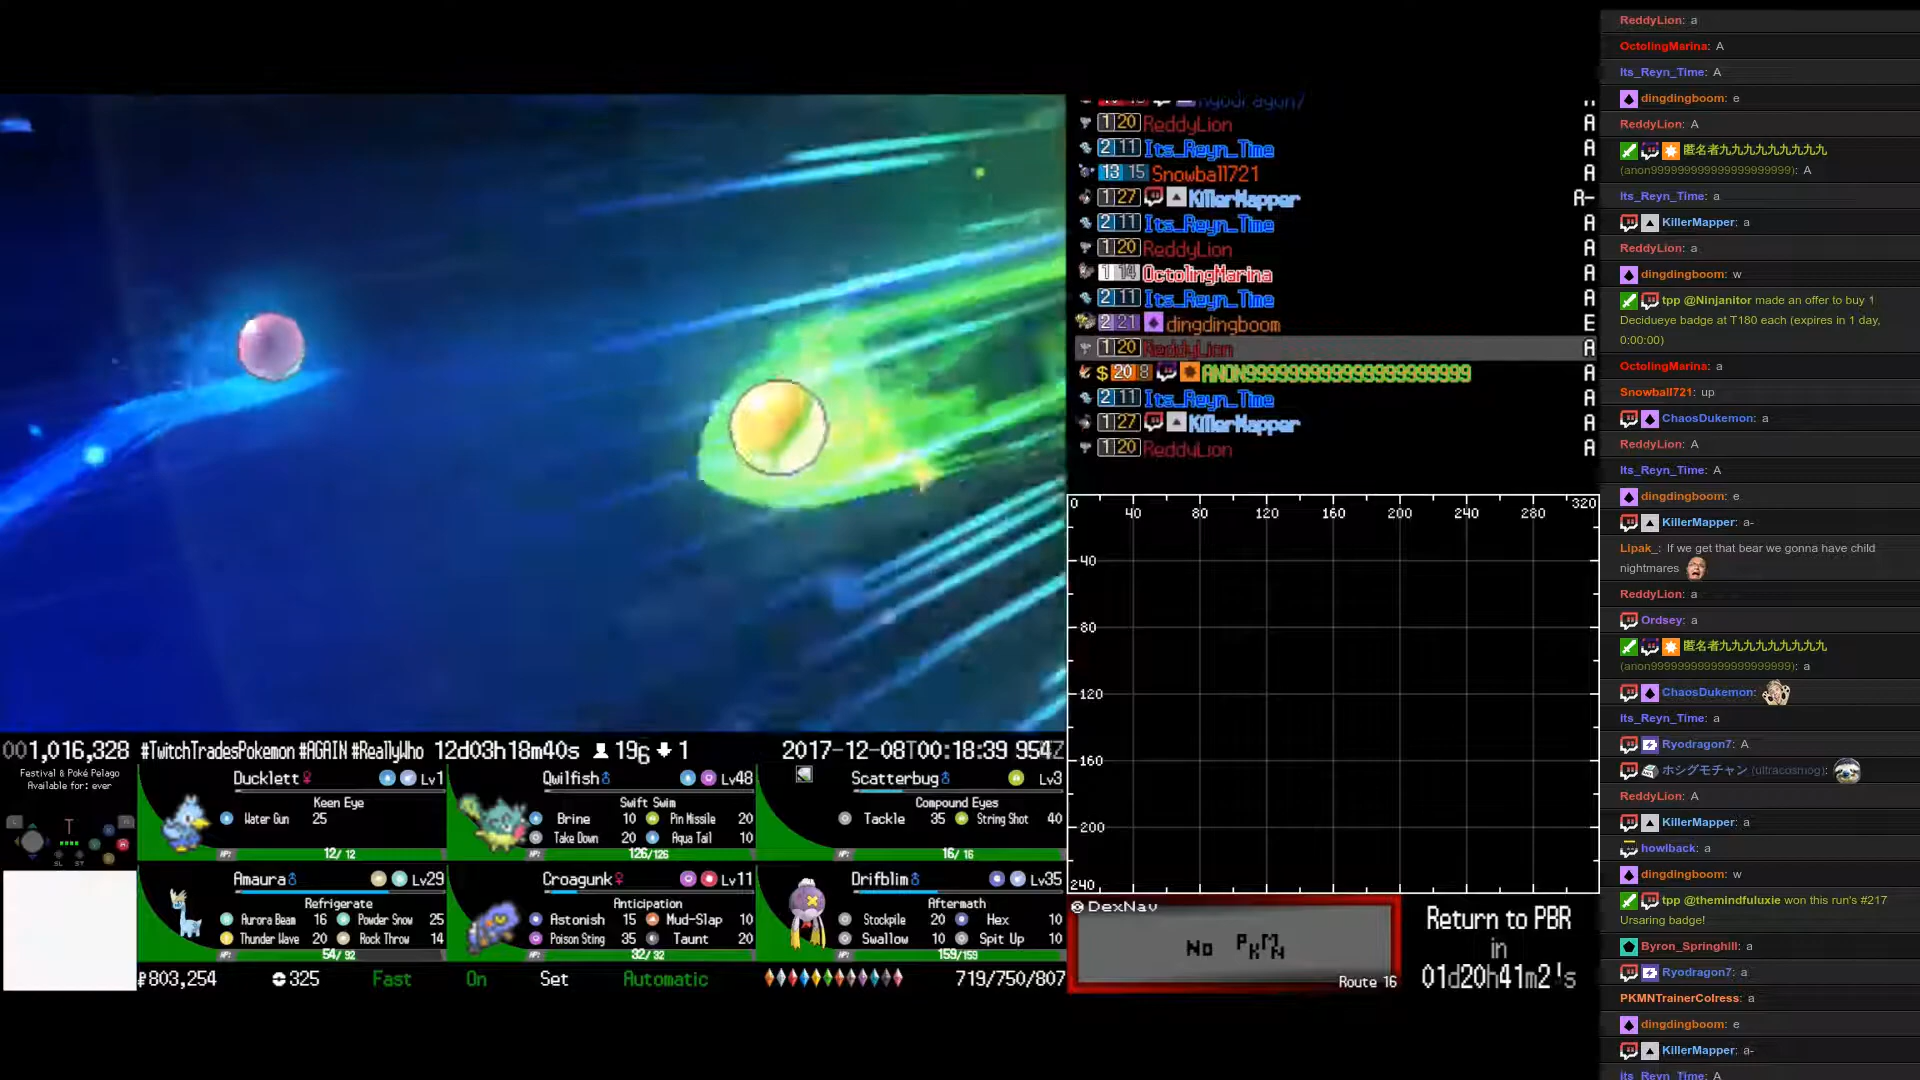 ReddyLion A
2 11 Its_Reyn_Time A
13 15 Snowball721 A
1 27 KillerMapper A-
2 11 Its_Reyn_Time A
1 20 ReddyLion A
1 14 OctolingMarina A
2 11 Its_Reyn_Time A
2 21 dingdingboom E
1 20 ReddyLion A
$ 20 8 A
2 11 Its_Reyn_Time A
1 27 KillerMapper A
1 20 ReddyLion A
0 40 80 120 160 200 240 280 320
40
80
120
160
200
240
001,016,328 #TwitchTradesPokemon #AGAIN #ReallyWho 12d03h18m40s 196 1 2017-12-08T00:18:39 954Z
Festival & Poké Pelago
Available for: ever
Ducklett♀ Lv1
Keen Eye
Water Gun 25
HP: 12/12
Qwilfish♂ Lv48
Swift Swim
Brine 10 Pin Missile 20
Take Down 20 Aqua Tail 10
HP: 126/126
Scatterbug♂ Lv3
Compound Eyes
Tackle 35 String Shot 40
HP: 16/16
Amaura♂ Lv29
Refrigerate
Aurora Beam 16 Powder Snow 25
Thunder Wave 20 Rock Throw 14
HP: 54/92
Croagunk♀ Lv11
Anticipation
Astonish 15 Mud-Slap 10
Poison Sting 35 Taunt 20
HP: 32/32
Drifblim♂ Lv35
Aftermath
Stockpile 20 Hex 10
Swallow 10 Spit Up 10
HP: 159/159
803,254 325 Fast On Set Automatic 719/750/807
DexNav
No PKMN
Route 16
Return to PBR
in
ReddyLion: a
OctolingMarina: A
Its_Reyn_Time: A
dingdingboom: e
ReddyLion: A
匿名者九九九九九九九九九
: A
Its_Reyn_Time: a
KillerMapper: a
ReddyLion: a
dingdingboom: w
tpp @Ninjanitor made an offer to buy 1
Decidueye badge at T180 each (expires in 1 day,
0:00:00)
OctolingMarina: a
Snowball721: up
ChaosDukemon: a
ReddyLion: A
Its_Reyn_Time: A
dingdingboom: e
KillerMapper: a-
Lipak_: If we get that bear we gonna have child
nightmares
ReddyLion: a
Ordsey: a
匿名者九九九九九九九九九
: a
ChaosDukemon:
Its_Reyn_Time: a
Ryodragon7: A
ホシグモチャン (ultracosmog):
ReddyLion: A
KillerMapper: a
howlback: a
dingdingboom: w
tpp @themindfuluxie won this run's #217
Ursaring badge!
Byron_Springhill: a
Ryodragon7: a
PKMNTrainerColress: a
dingdingboom: e
KillerMapper: a-
Its_Reyn_Time: A